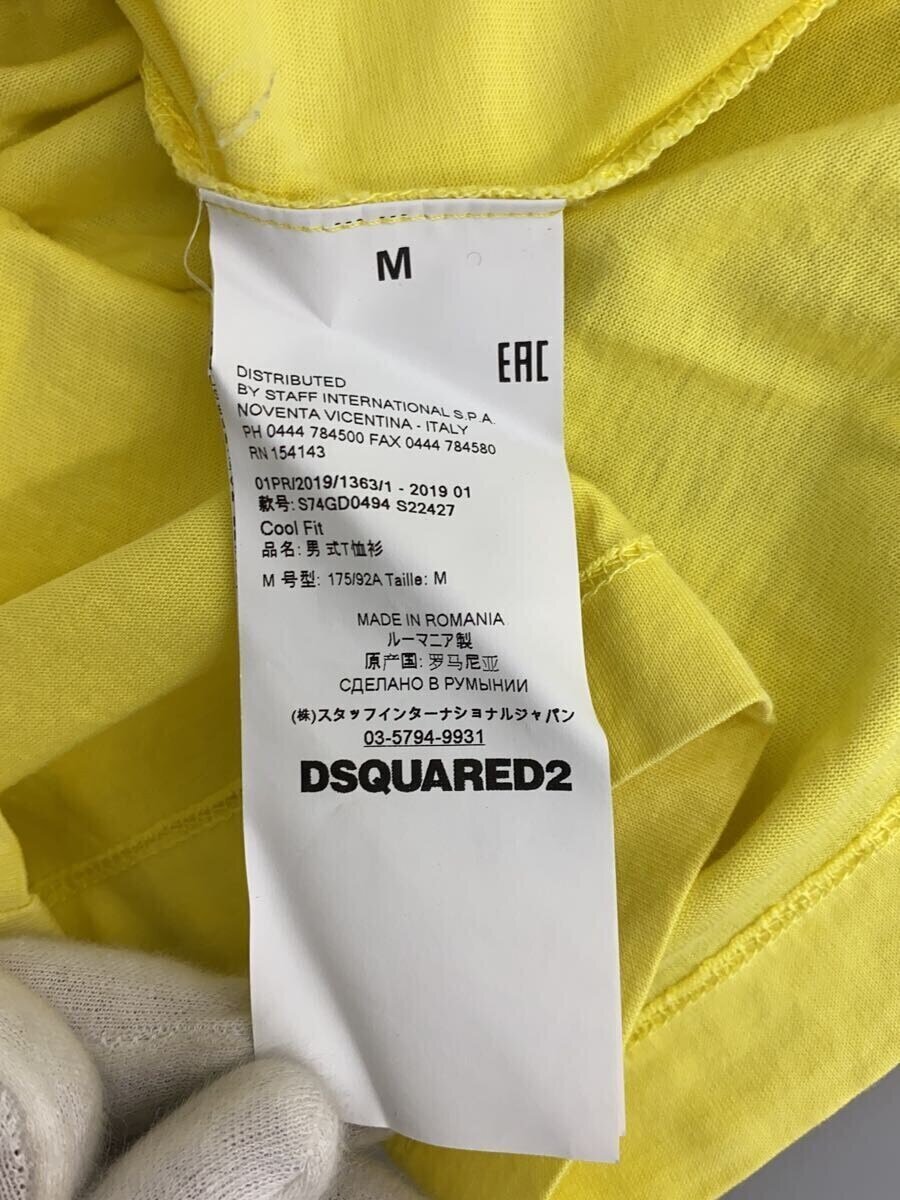 M
EAC
DISTRIBUTED
BY STAFF INTERNATIONAL S.P.A.
NOVENTA VICENTINA - ITALY
PH 0444 784500 FAX 0444 784580
RN 154143
01PR/2019/1363/1 - 2019 01
款号: S74GD0494 S22427
Cool Fit
品名: 男式T恤衫
M 号型: 175/92A Taille: M
MADE IN ROMANIA
ルーマニア製
原产国: 罗马尼亚
СДЕЛАНО В РУМЫНИИ
(株)スタッフインターナショナルジャパン
03-5794-9931
DSQUARED2